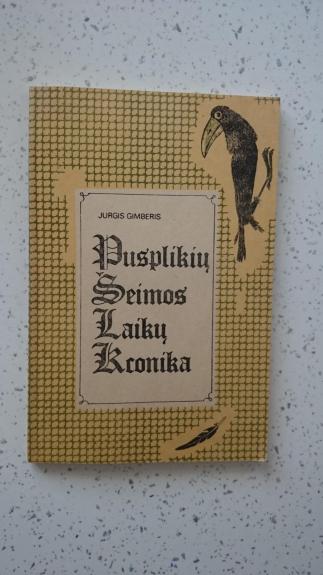 JURGIS GIMBERIS
Pusplikių
Šeimos
Laikų
Kronika